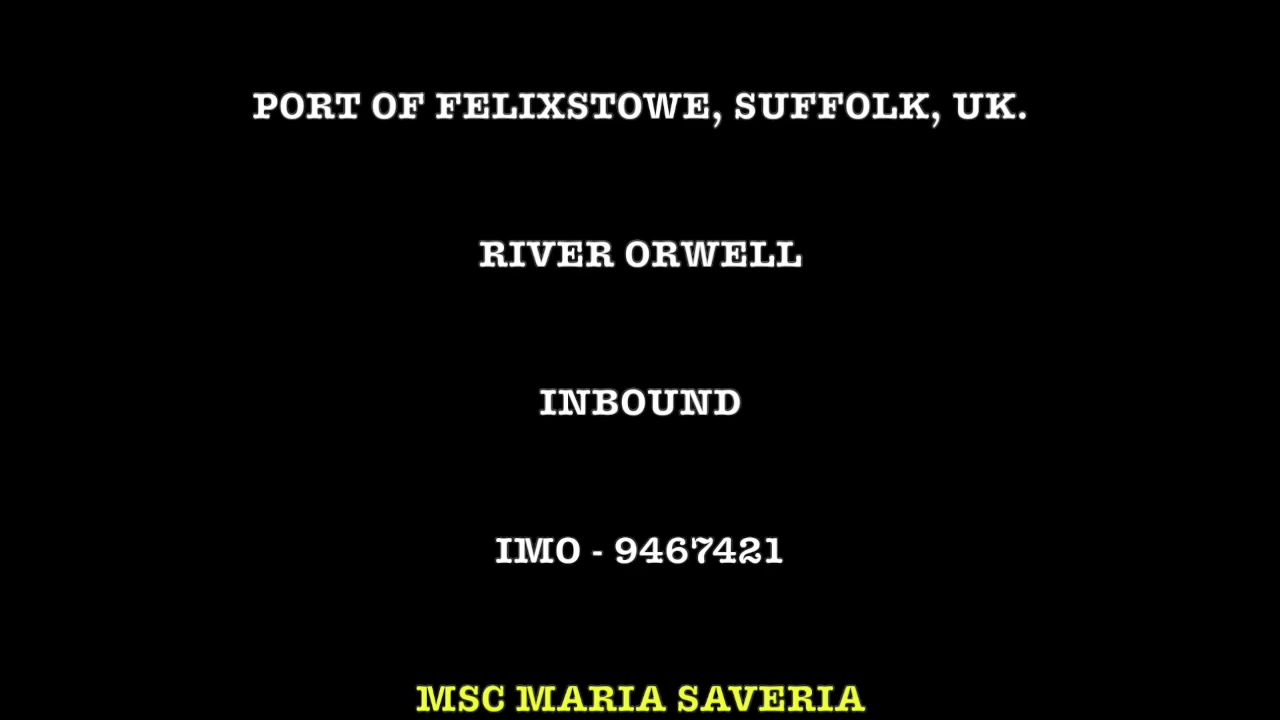 PORT OF FELIXSTOWE, SUFFOLK, UK.
RIVER ORWELL
INBOUND
IMO - 9467421
MSC MARIA SAVERIA